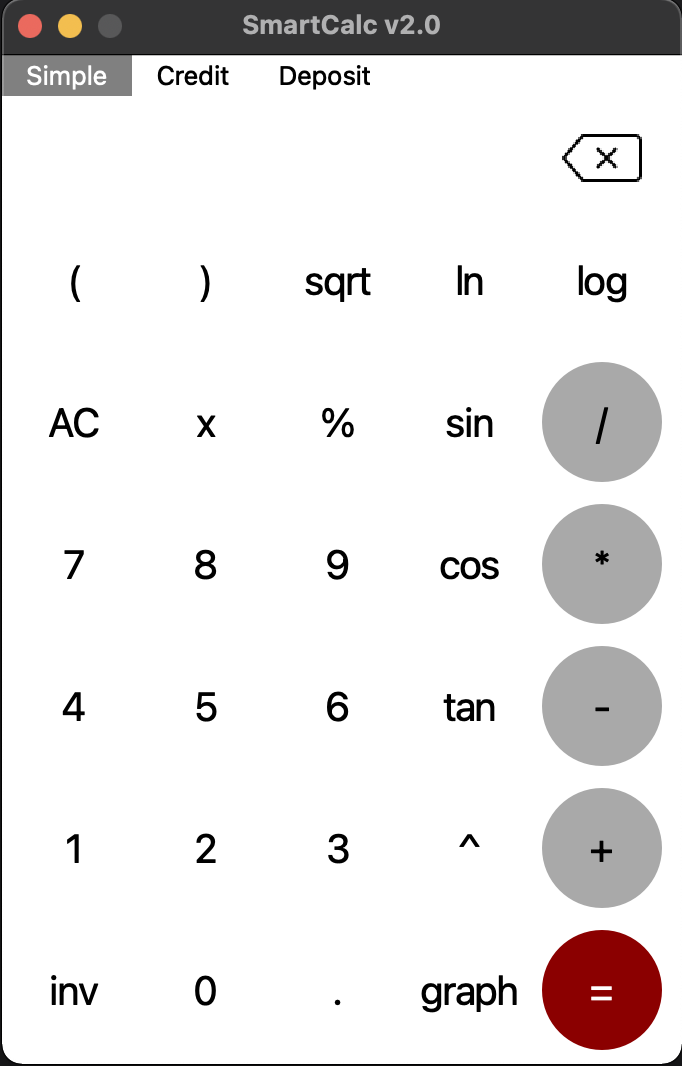 SmartCalc v2.0
Simple Credit Deposit
( ) sqrt ln log
AC x % sin /
7 8 9 cos *
4 5 6 tan -
1 2 3 ^ +
inv 0 . graph =